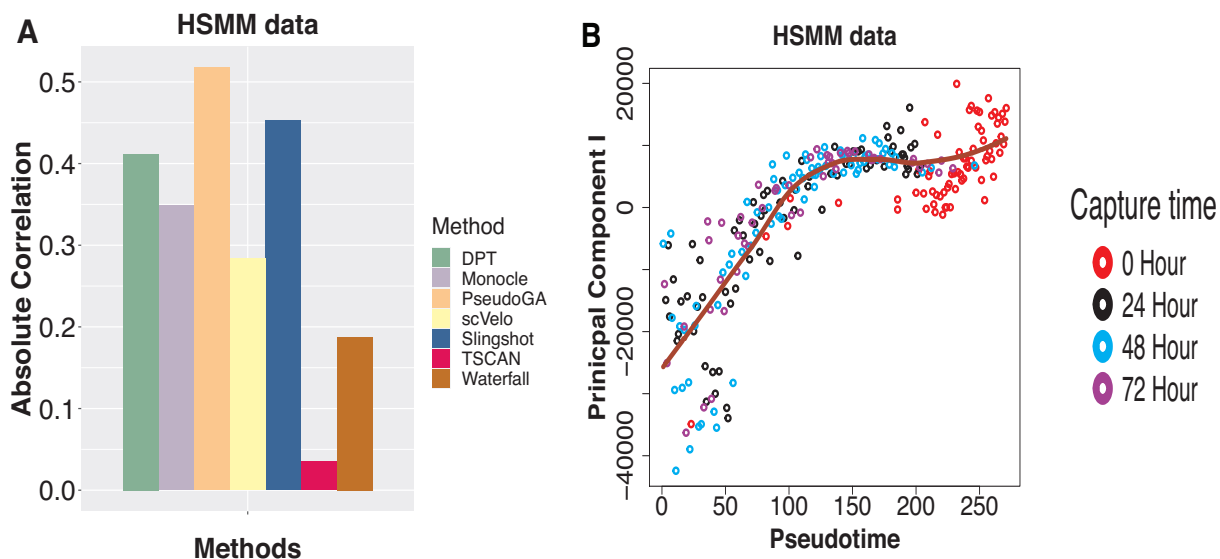 A
HSMM data
Absolute Correlation
0.5
0.4
0.3
0.2
0.1
0.0
Methods
Method
DPT
Monocle
PseudoGA
scVelo
Slingshot
TSCAN
Waterfall
B
HSMM data
Prinicpal Component I
20000
0
−20000
−40000
0 50 100 150 200 250
Pseudotime
Capture time
0 Hour
24 Hour
48 Hour
72 Hour